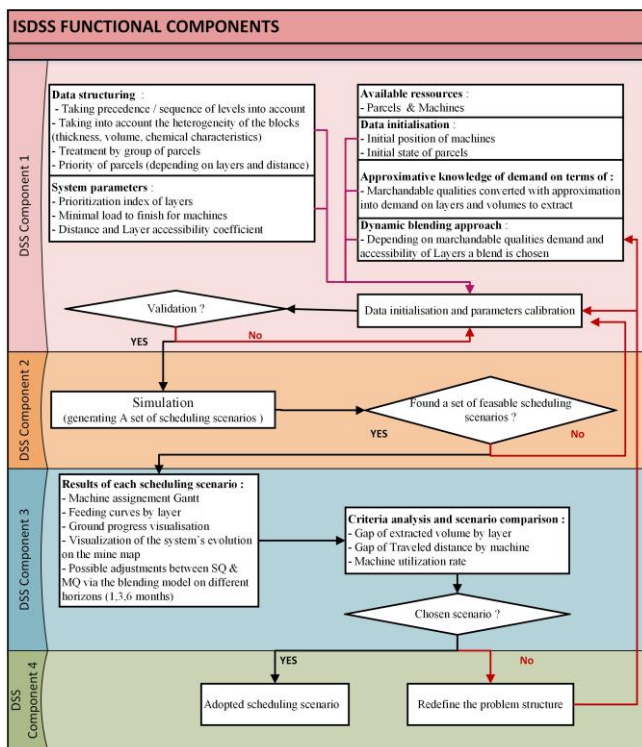 ISDSS FUNCTIONAL COMPONENTS
DSS Component 1
Data structuring :
- Taking precedence / sequence of levels into account
- Taking into account the heterogeneity of the blocks
(thickness, volume, chemical characteristics)
- Treatment by group of parcels
- Priority of parcels (depending on layers and distance)
System parameters :
- Prioritization index of layers
- Minimal load to finish for machines
- Distance and Layer accessibility coefficient
Available ressources :
- Parcels & Machines
Data initialisation :
- Initial position of machines
- Initial state of parcels
Approximative knowledge of demand on terms of :
- Marchandable qualities converted with approximation
into demand on layers and volumes to extract
Dynamic blending approach :
- Depending on marchandable qualities demand and
accessibility of Layers a blend is chosen
Validation ?
Data initialisation and parameters calibration
YES
No
DSS Component 2
Simulation
(generating A set of scheduling scenarios )
Found a set of feasable scheduling
scenarios ?
YES
No
DSS Component 3
Results of each scheduling scenario :
- Machine assignement Gantt
- Feeding curves by layer
- Ground progress visualisation
- Visualization of the system`s evolution
on the mine map
- Possible adjustments between SQ &
MQ via the blending model on different
horizons (1,3,6 months)
Criteria analysis and scenario comparison :
- Gap of extracted volume by layer
- Gap of Traveled distance by machine
- Machine utilization rate
Chosen scenario ?
YES
No
DSS
Component 4
Adopted scheduling scenario
Redefine the problem structure